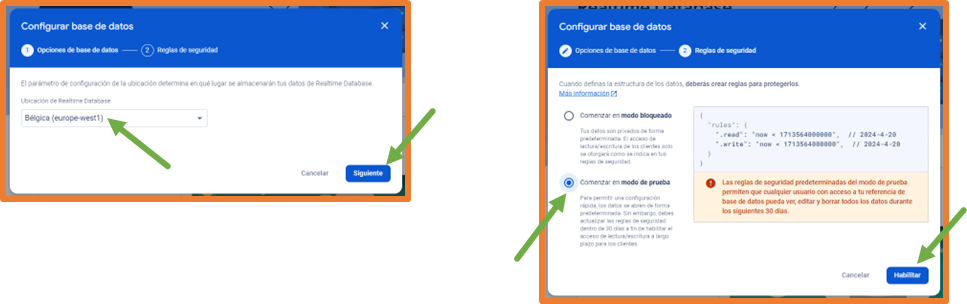 Configurar base de datos
1 Opciones de base de datos
2 Reglas de seguridad
El parámetro de configuración de la ubicación determina en qué lugar se almacenarán tus datos de Realtime Database.
Ubicación de Realtime Database
Bélgica (europe-west1)
Cancelar
Siguiente
Realtime Database
Configurar base de datos
Opciones de base de datos
2 Reglas de seguridad
Cuando definas la estructura de los datos, deberás crear reglas para protegerlos.
Más información
Comenzar en modo bloqueado
Tus datos son privados de forma
predeterminada. El acceso de
lectura/escritura de los clientes solo
se otorgará como se indica en tus
reglas de seguridad.
Comenzar en modo de prueba
Para permitir una configuración
rápida, los datos se abren de forma
predeterminada. Sin embargo, debes
actualizar las reglas de seguridad
dentro de 30 días a fin de habilitar el
acceso de lectura/escritura a largo
plazo para los clientes.
{
"rules": {
".read": "now < 1713564000000", // 2024-4-20
".write": "now < 1713564000000", // 2024-4-20
}
}
Las reglas de seguridad predeterminadas del modo de prueba
permiten que cualquier usuario con acceso a tu referencia de
base de datos pueda ver, editar y borrar todos los datos durante
los siguientes 30 días.
Cancelar
Habilitar